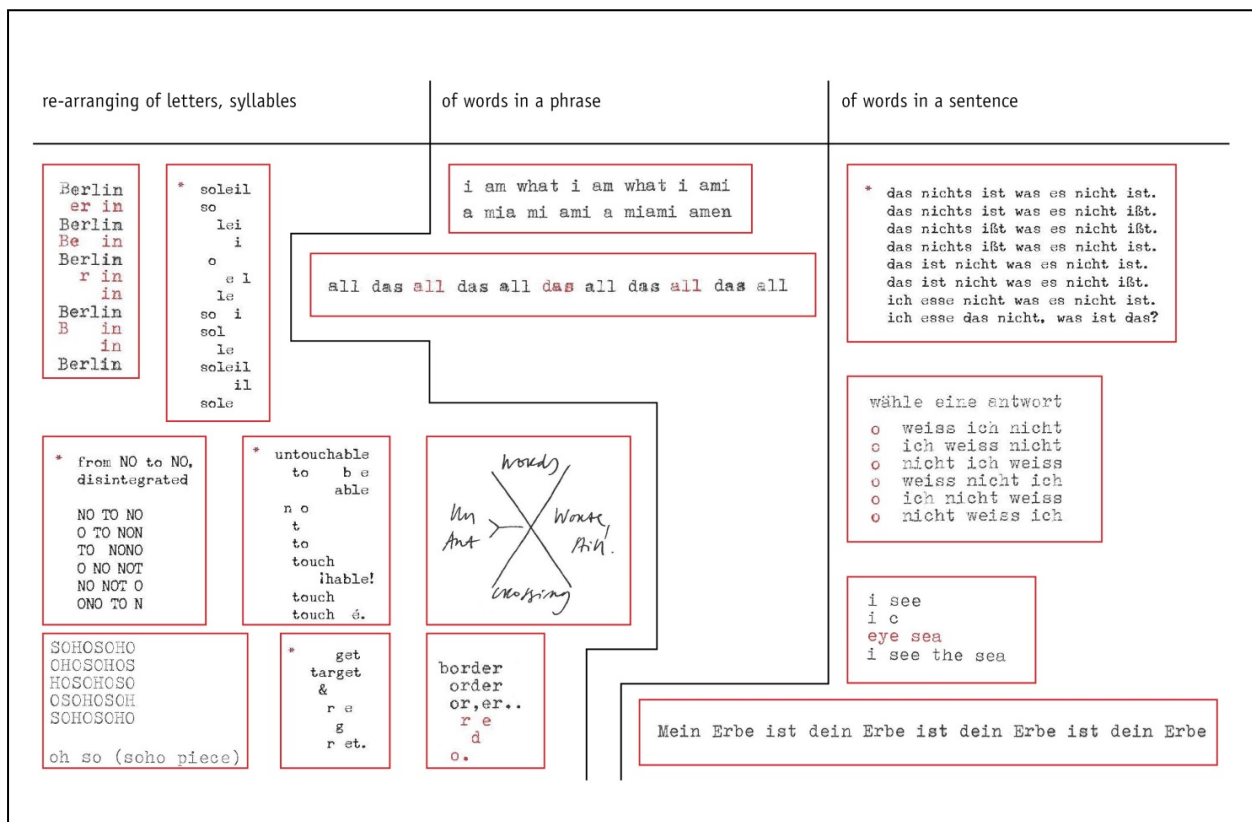 re-arranging of letters, syllables
of words in a phrase
of words in a sentence
Berlin
er in
Berlin
Be in
Berlin
r in
in
Berlin
B in
in
Berlin
* soleil
so
lei
i
o
e l
le
so i
sol
le
soleil
il
sole
i am what i am what i ami
a mia mi ami a miami amen
all das all das all das all das all das all
* das nichts ist was es nicht ist.
das nichts ist was es nicht ißt.
das nichts ißt was es nicht ißt.
das nichts ißt was es nicht ist.
das ist nicht was es nicht ist.
das ist nicht was es nicht ißt.
ich esse nicht was es nicht ist.
ich esse das nicht, was ist das?
wähle eine antwort
o weiss ich nicht
o ich weiss nicht
o nicht ich weiss
o weiss nicht ich
o ich nicht weiss
o nicht weiss ich
* from NO to NO,
disintegrated
NO TO NO
O TO NON
TO NONO
O NO NOT
NO NOT O
ONO TO N
* untouchable
to b e
able
n o
t
to
touch
¡hable!
touch
touch é.
words
Un
Ant
Worte,
crossing
i see
i c
eye sea
i see the sea
SOHOSOHO
OHOSOHOS
HOSOHOSO
OSOHOSOH
SOHOSOHO
oh so (soho piece)
* get
target
&
r e
g
r et.
border
order
or,er..
r e
d
o.
Mein Erbe ist dein Erbe ist dein Erbe ist dein Erbe